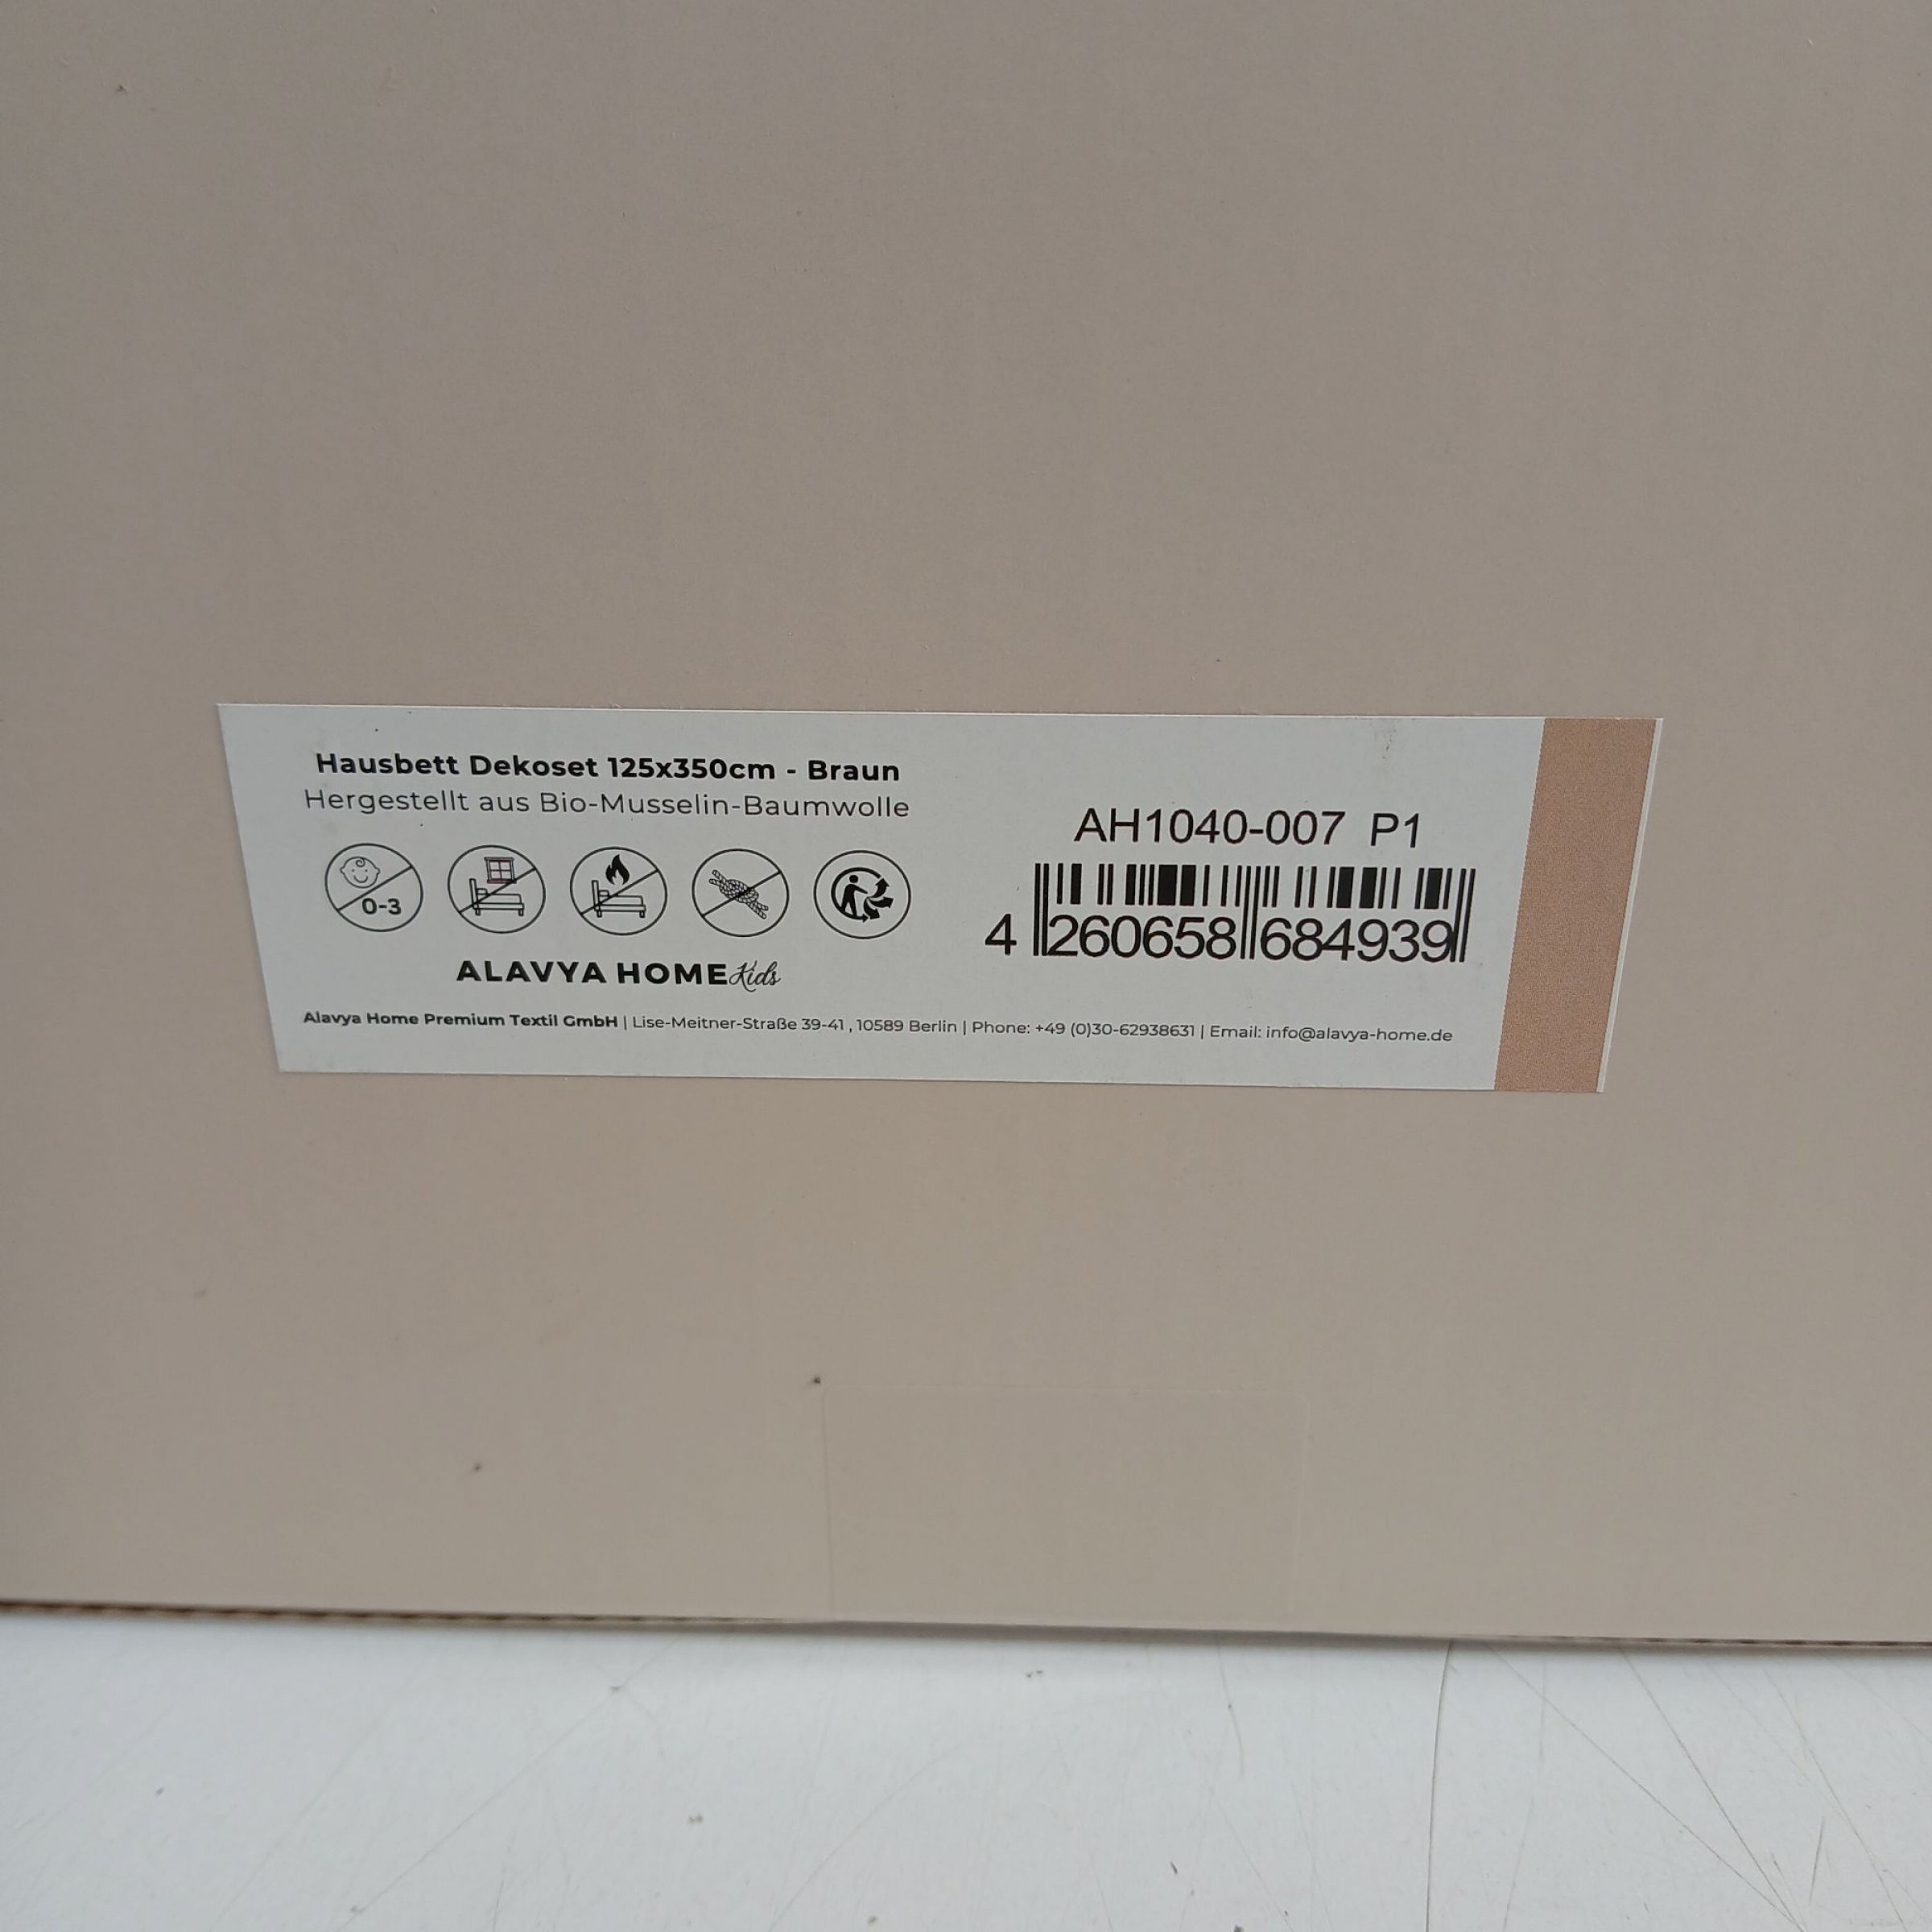 Hausbett Dekoset 125x350cm - Braun
Hergestellt aus Bio-Musselin-Baumwolle
0-3
ALAVYA HOME Kids
AH1040-007 P1
4 260658 684939
Alavya Home Premium Textil GmbH | Lise-Meitner-Straße 39-41 , 10589 Berlin | Phone: +49 (0)30-62938631 | Email: info@alavya-home.de